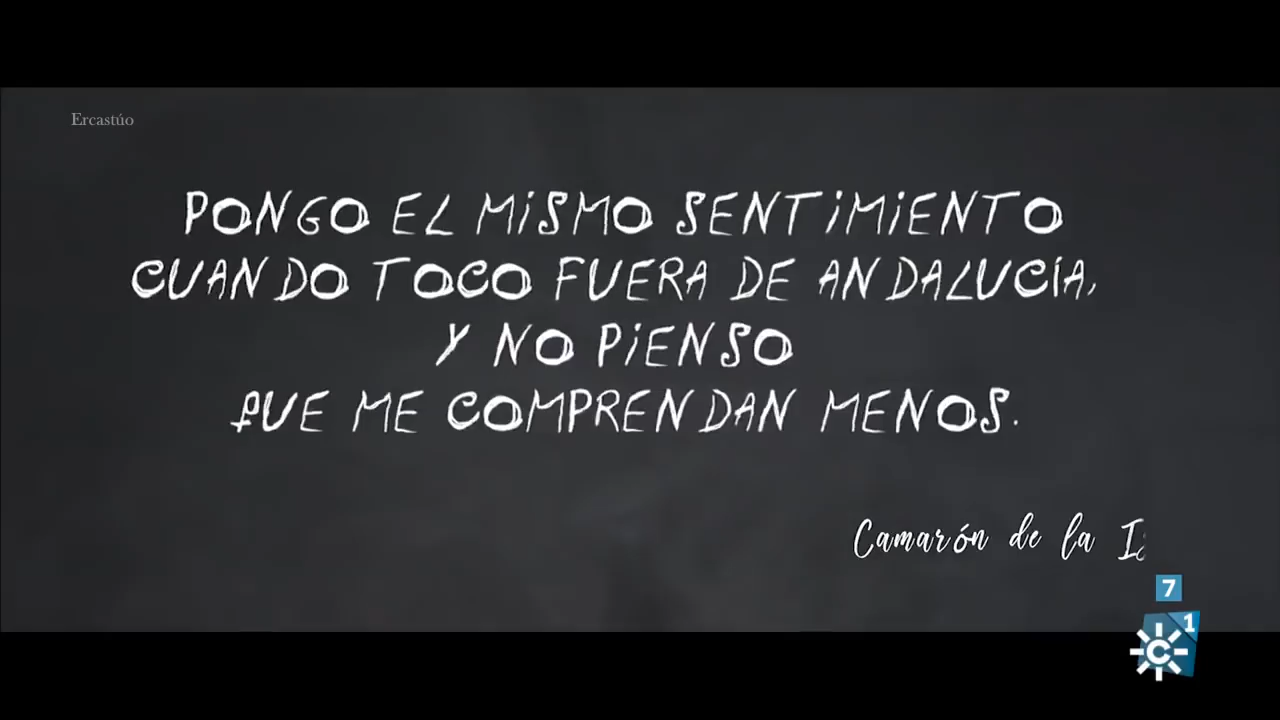 Ercastúo
PONGO EL MiSMO SENTiMiENTO
CUANDO TOCO FUERA DE ANDALUCÍA,
Y NO PiENSO
QUE ME COMPRENDAN MENOS.
Camarón de la Is
7
1
C